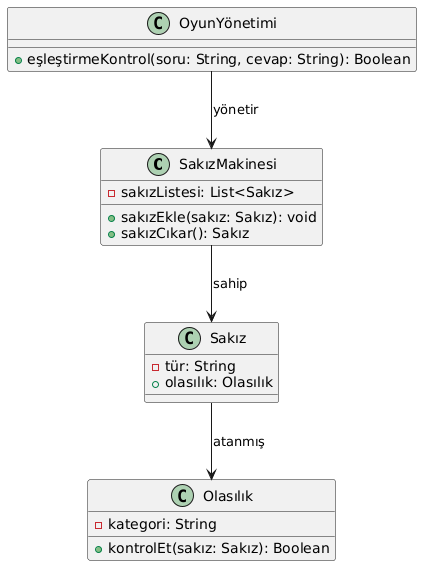 C OyunYönetimi
eşleştirmeKontrol(soru: String, cevap: String): Boolean
yönetir
C SakızMakinesi
sakızListesi: List<Sakız>
sakızEkle(sakız: Sakız): void
sakızCıkar(): Sakız
sahip
C Sakız
tür: String
olasılık: Olasılık
atanmış
C Olasılık
kategori: String
kontrolEt(sakız: Sakız): Boolean